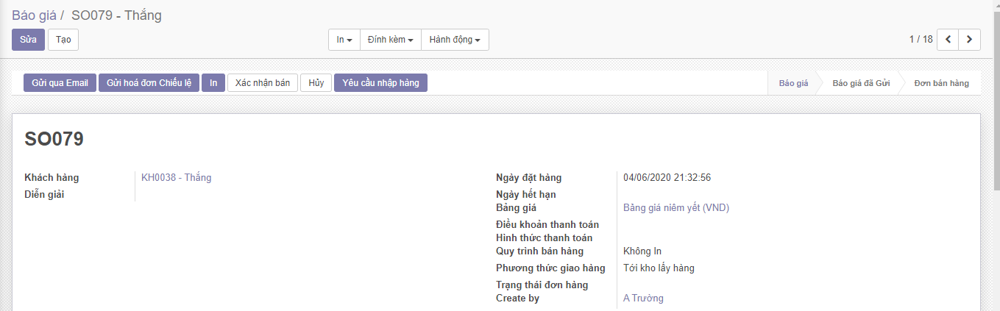 Báo giá / SO079 - Thắng
Sửa Tạo In Đính kèm Hành động 1 / 18
Gửi qua Email Gửi hoá đơn Chiếu lệ In Xác nhận bán Hủy Yêu cầu nhập hàng Báo giá Báo giá đã Gửi Đơn bán hàng
SO079
Khách hàng KH0038 - Thắng
Diễn giải
Ngày đặt hàng 04/06/2020 21:32:56
Ngày hết hạn
Bảng giá Bảng giá niêm yết (VND)
Điều khoản thanh toán
Hình thức thanh toán
Quy trình bán hàng Không In
Phương thức giao hàng Tới kho lấy hàng
Trạng thái đơn hàng
Create by A Trường